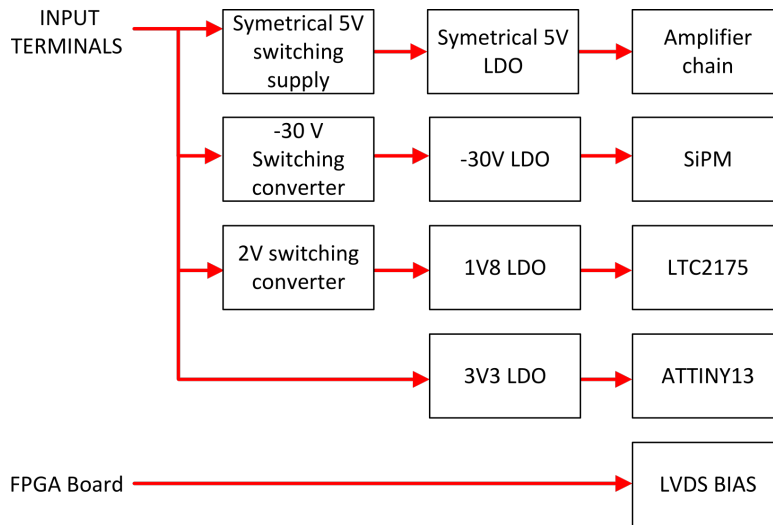 INPUT
TERMINALS
Symetrical 5V
switching
supply
Symetrical 5V
LDO
Amplifier
chain
-30 V
Switching
converter
-30V LDO
SiPM
2V switching
converter
1V8 LDO
LTC2175
3V3 LDO
ATTINY13
FPGA Board
LVDS BIAS